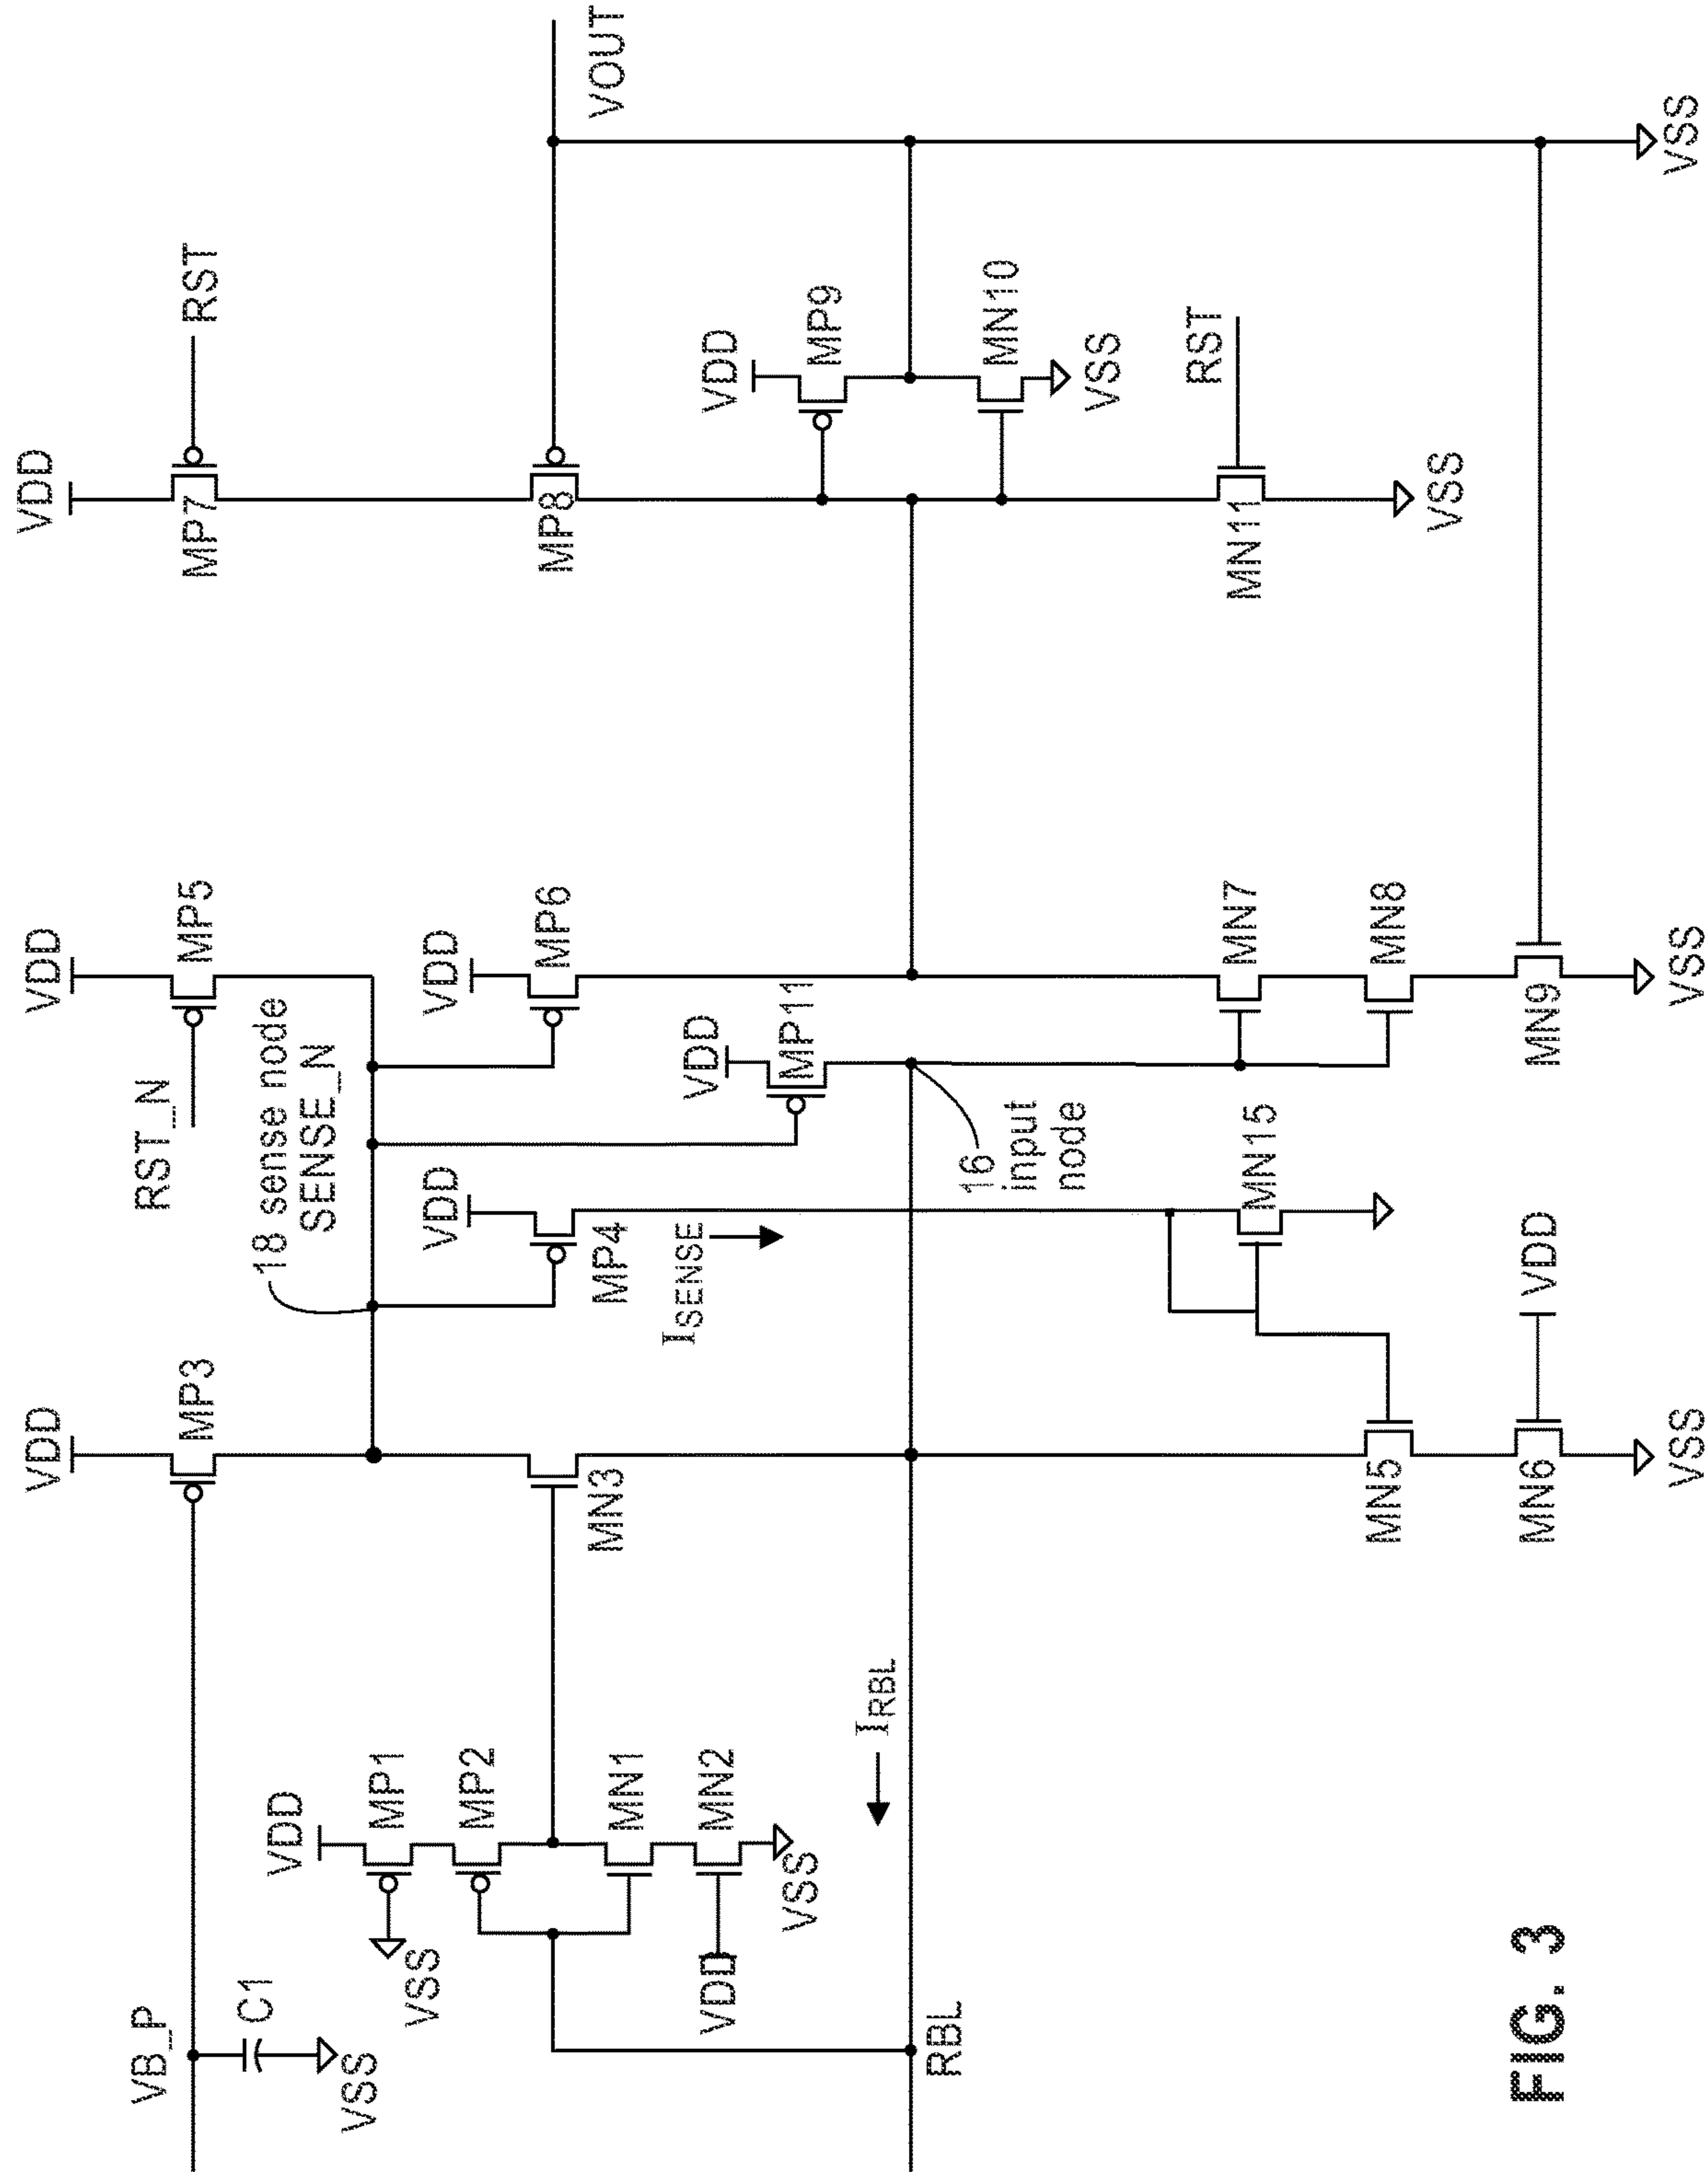 VDD
RST
MP7
VOUT
MP8
VDD
MP9
MN10
VSS
RST
MN11
VSS
VSS
VDD
MP5
RST_N
18 sense node
SENSE_N
VDD
MP6
VDD
MP11
16
input
node
MN7
MN8
MN9
VSS
VDD
MP4
ISENSE
MN15
VDD
VDD
MP3
MN3
MN5
MN6
VSS
VB_P
C1
VSS
VDD
MP1
VSS
MP2
MN1
MN2
VDD
VSS
IRBL
RBL
FIG. 3